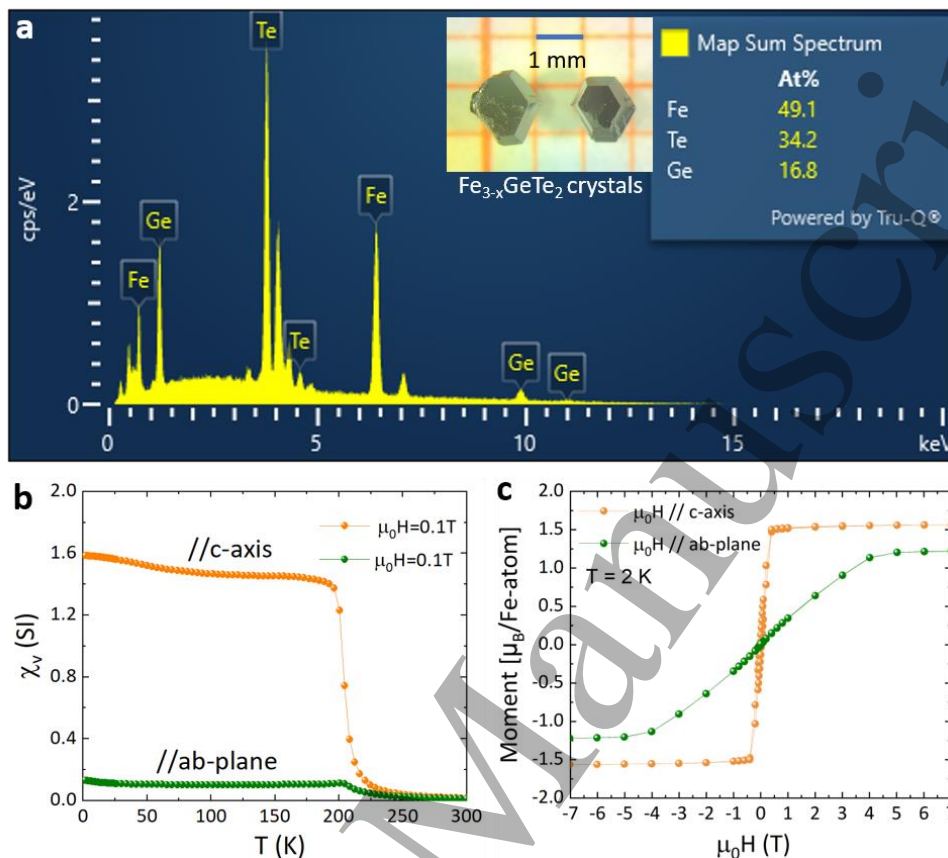 a
Te
1 mm
Fe3-xGeTe2 crystals
Map Sum Spectrum
At%
Fe 49.1
Te 34.2
Ge 16.8
Powered by Tru-Q®
cps/eV
2
0
Fe
Ge
Te
Fe
Ge
Ge
0 5 10 15 keV
b
2.0
1.6
1.2
0.8
0.4
0.0
χv (SI)
μ0H=0.1T
μ0H=0.1T
//c-axis
//ab-plane
0 50 100 150 200 250 300
T (K)
c
2.0
1.5
1.0
0.5
0.0
-0.5
-1.0
-1.5
-2.0
Moment [μB/Fe-atom]
μ0H // c-axis
μ0H // ab-plane
T = 2 K
-7 -6 -5 -4 -3 -2 -1 0 1 2 3 4 5 6
μ0H (T)
Manuscri